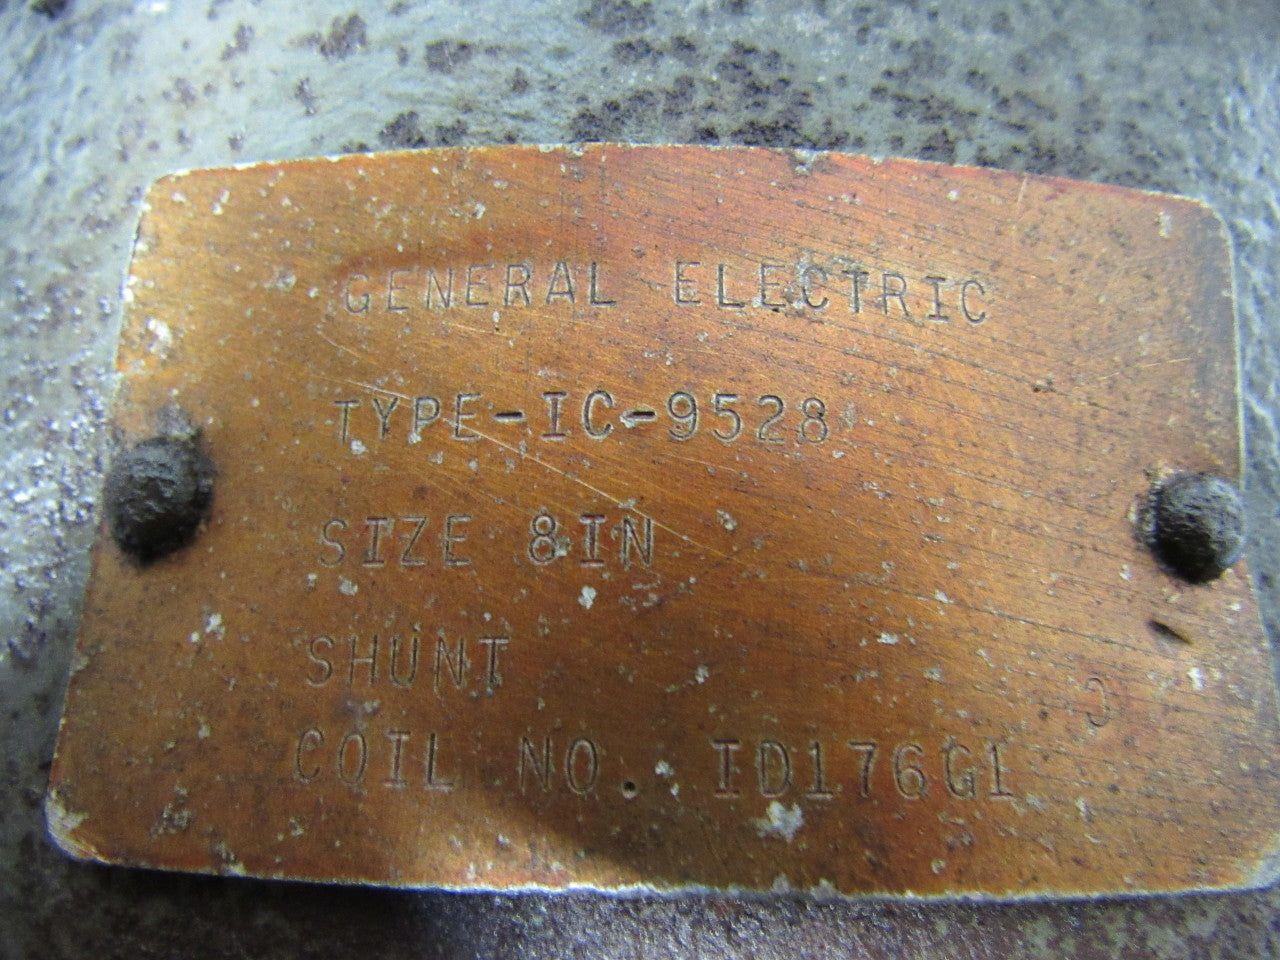 GENERAL ELECTRIC
TYPE-IC-9528
SIZE 8IN
SHUNT
COIL NO. ID176G1